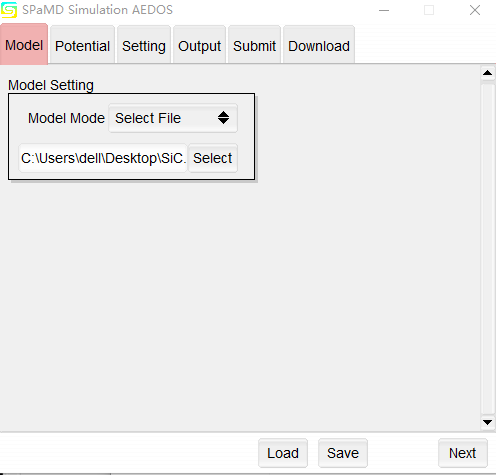 SPaMD Simulation AEDOS
Model Potential Setting Output Submit Download
Model Setting
Model Mode Select File
C:\Users\dell\Desktop\SiC. Select
Load Save Next